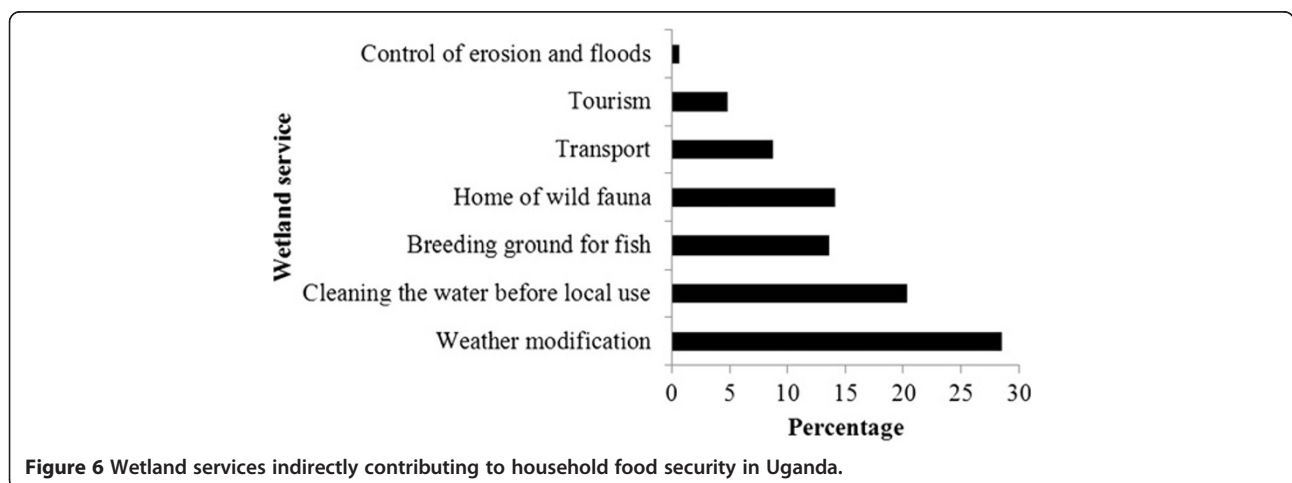 Control of erosion and floods
Tourism
Transport
Home of wild fauna
Breeding ground for fish
Cleaning the water before local use
Weather modification
Wetland service
0 5 10 15 20 25 30
Percentage
Figure 6 Wetland services indirectly contributing to household food security in Uganda.